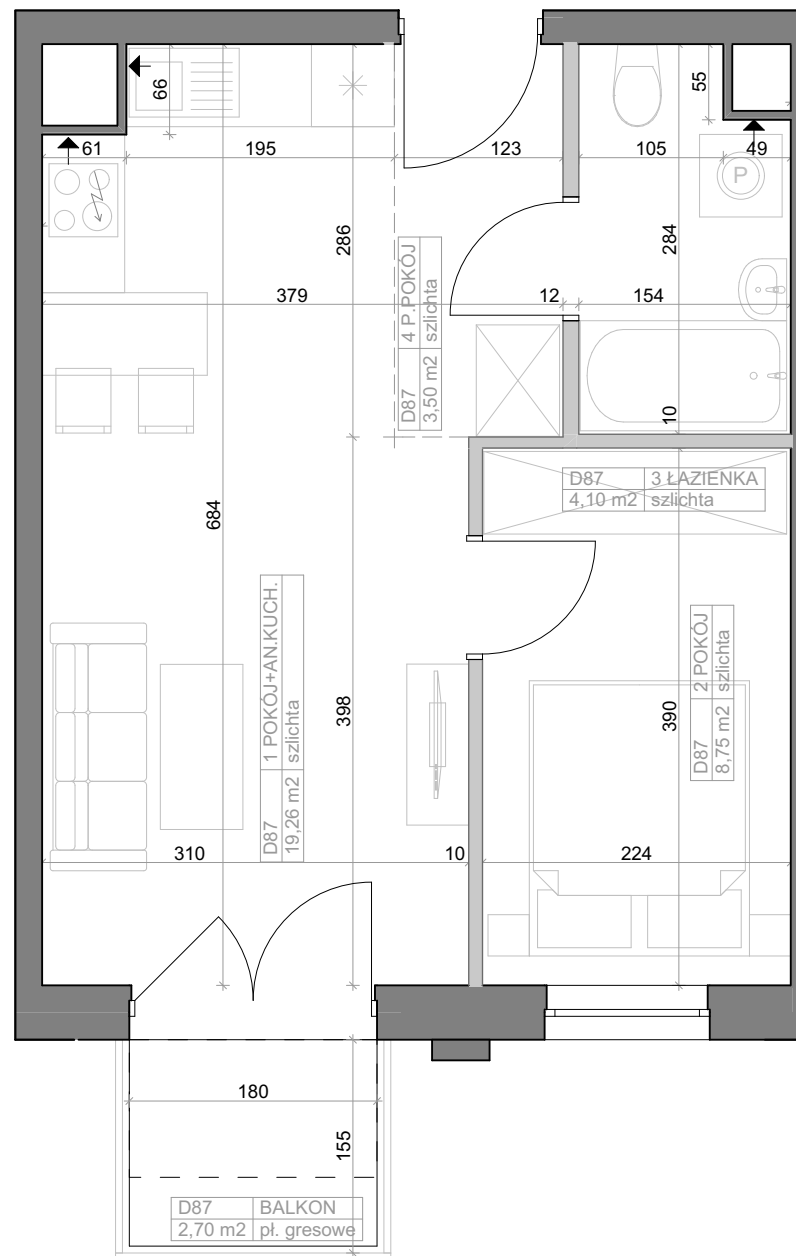 66
55
61
195
123
105
49
P
286
284
4 P.POKÓJ
szlichta
D87
3,50 m2
379
12
154
10
D87 3 ŁAZIENKA
4,10 m2 szlichta
684
1 POKÓJ+AN.KUCH.
szlichta
D87
19,26 m2
398
390
2 POKÓJ
szlichta
D87
8,75 m2
310
10
224
180
155
D87 BALKON
2,70 m2 pł. gresowe